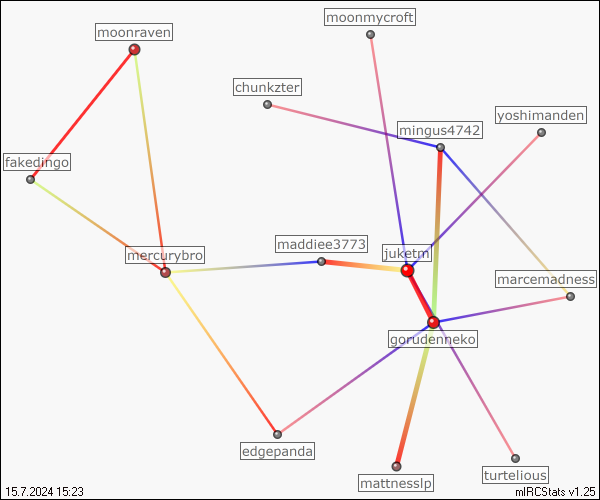 moonmycroft
moonraven
chunkzter
yoshimanden
mingus4742
fakedingo
maddiee3773
juketm
mercurybro
marcemadness
gorudenneko
edgepanda
turtelious
mattnesslp
15.7.2024 15:23
mIRCStats v1.25